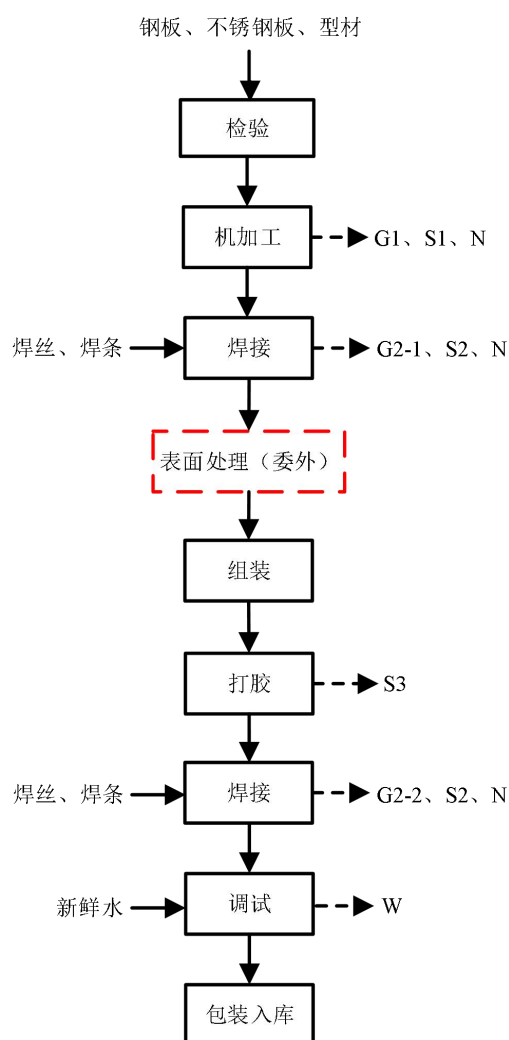 钢板、不锈钢板、型材
检验
机加工
G1、S1、N
焊丝、焊条
焊接
G2-1、S2、N
表面处理（委外）
组装
打胶
S3
焊丝、焊条
焊接
G2-2、S2、N
新鲜水
调试
W
包装入库